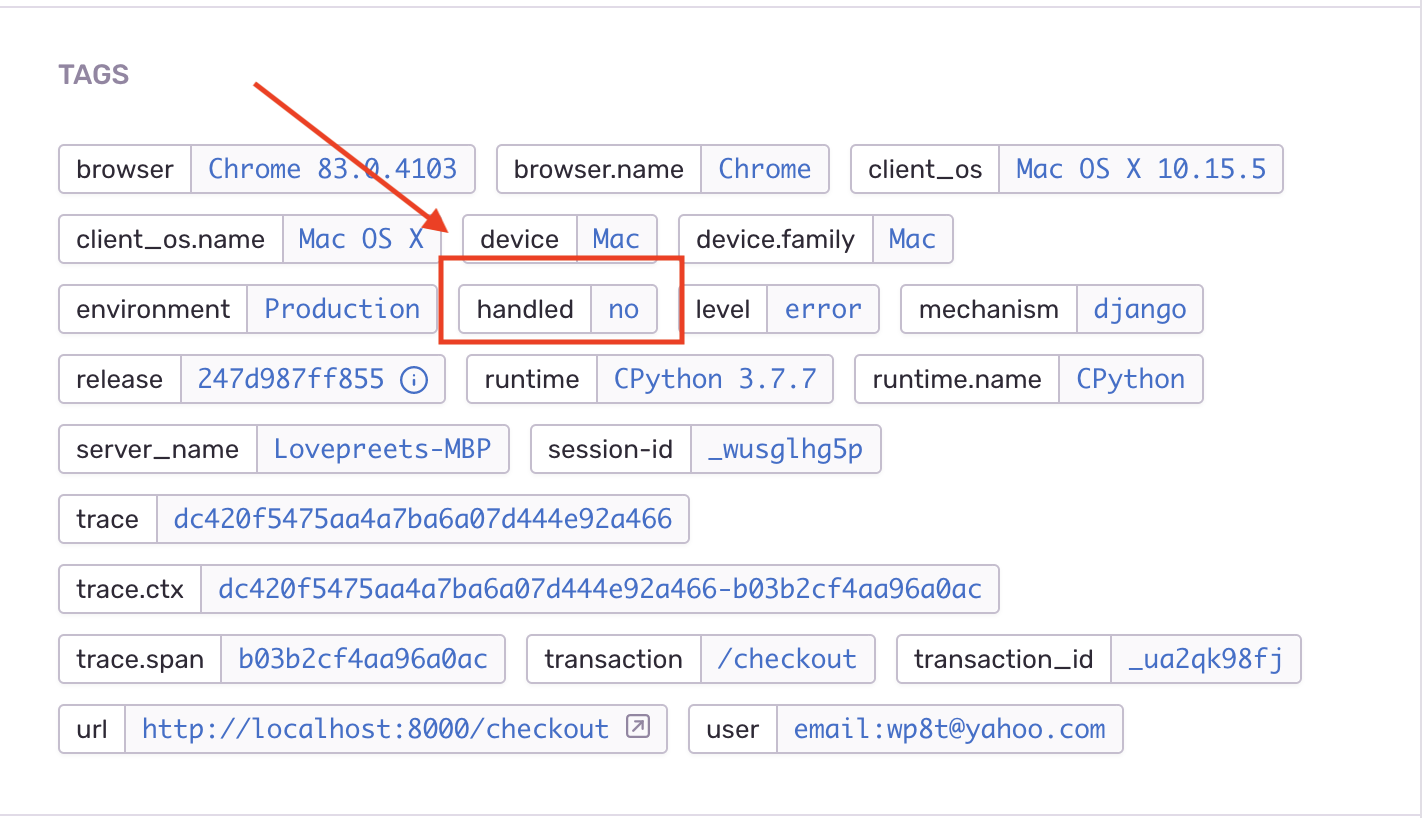 TAGS
browser Chrome 83.0.4103 browser.name Chrome client_os Mac OS X 10.15.5
client_os.name Mac OS X device Mac device.family Mac
environment Production handled no level error mechanism django
release 247d987ff855 runtime CPython 3.7.7 runtime.name CPython
server_name Lovepreets-MBP session-id _wusglhg5p
trace dc420f5475aa4a7ba6a07d444e92a466
trace.ctx dc420f5475aa4a7ba6a07d444e92a466-b03b2cf4aa96a0ac
trace.span b03b2cf4aa96a0ac transaction /checkout transaction_id _ua2qk98fj
url http://localhost:8000/checkout user email:wp8t@yahoo.com